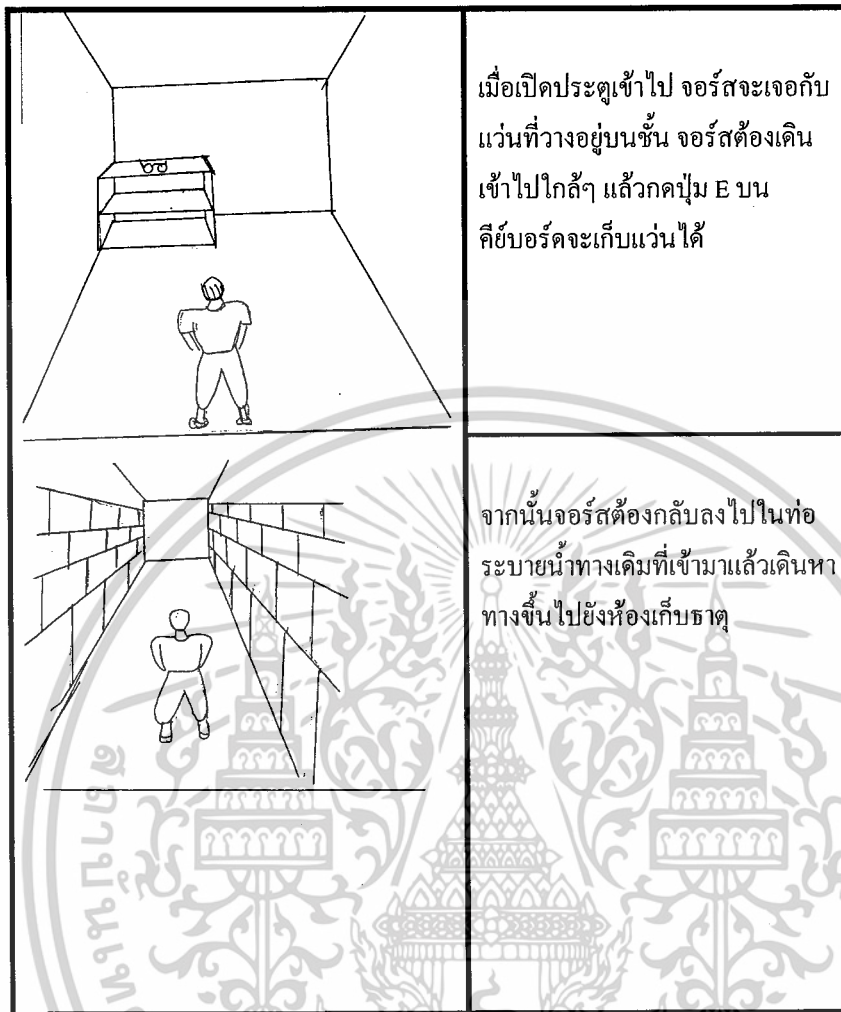 เมื่อเปิดประตูเข้าไป จอร์สจะเจอกับ
แว่นที่วางอยู่บนชั้น จอร์สต้องเดิน
เข้าไปใกล้ๆ แล้วกดปุ่ม E บน
คีย์บอร์ดจะเก็บแว่นได้
จากนั้นจอร์สต้องกลับลงไปในท่อ
ระบายน้ำทางเดิมที่เข้ามาแล้วเดินหา
ทางขึ้นไปยังห้องเก็บธาตุ